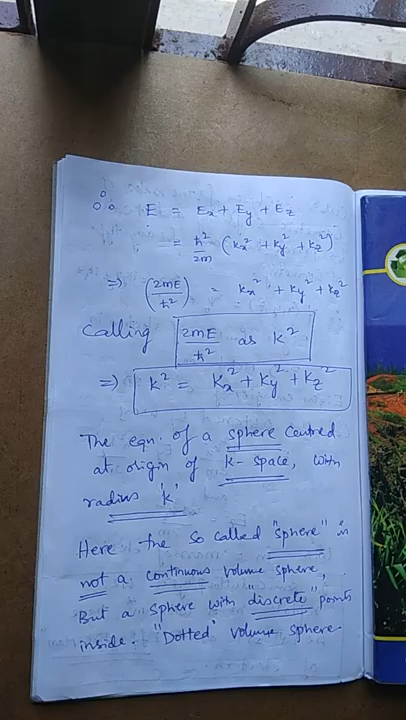 ∴ E = Ex + Ey + Ez
= ħ²/2m (kx² + ky² + kz²)
⇒ (2mE/ħ²) = kx² + ky² + kz²
Calling 2mE/ħ² as k²
⇒ k² = kx² + ky² + kz²
The eqn. of a sphere centred
at origin of k-space, with
radius 'k'
Here the so called "sphere" is
not a continuous volume sphere,
But a sphere with "discrete" points
inside. "Dotted" volume sphere.